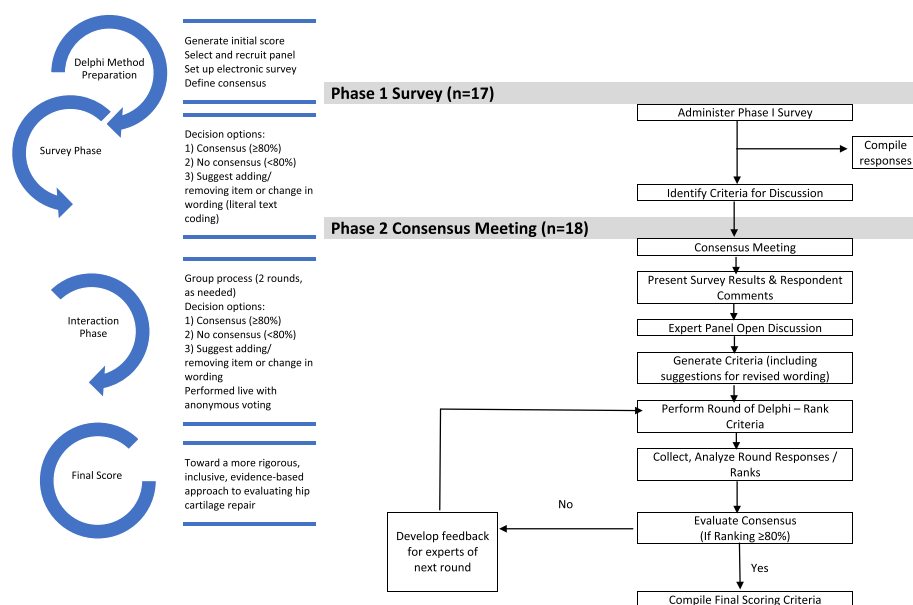 Delphi Method
Preparation
Generate initial score
Select and recruit panel
Set up electronic survey
Define consensus
Survey Phase
Decision options:
1) Consensus (≥80%)
2) No consensus (<80%)
3) Suggest adding/
removing item or change in
wording (literal text
coding)
Interaction
Phase
Group process (2 rounds,
as needed)
Decision options:
1) Consensus (≥80%)
2) No consensus (<80%)
3) Suggest adding/
removing item or change in
wording
Performed live with
anonymous voting
Final Score
Toward a more rigorous,
inclusive, evidence-based
approach to evaluating hip
cartilage repair
Phase 1 Survey (n=17)
Administer Phase I Survey
Compile
responses
Identify Criteria for Discussion
Phase 2 Consensus Meeting (n=18)
Consensus Meeting
Present Survey Results & Respondent
Comments
Expert Panel Open Discussion
Generate Criteria (including
suggestions for revised wording)
Perform Round of Delphi – Rank
Criteria
Collect, Analyze Round Responses /
Ranks
Evaluate Consensus
(If Ranking ≥80%)
No
Develop feedback
for experts of
next round
Yes
Compile Final Scoring Criteria